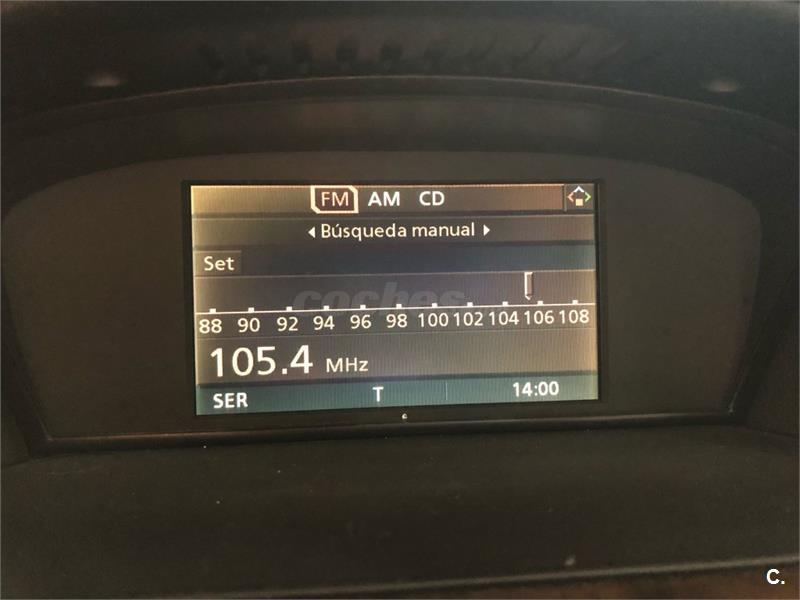 FM AM CD
Búsqueda manual
Set
coches
88 90 92 94 96 98 100 102 104 106 108
105.4 MHz
SER T 14:00
C.